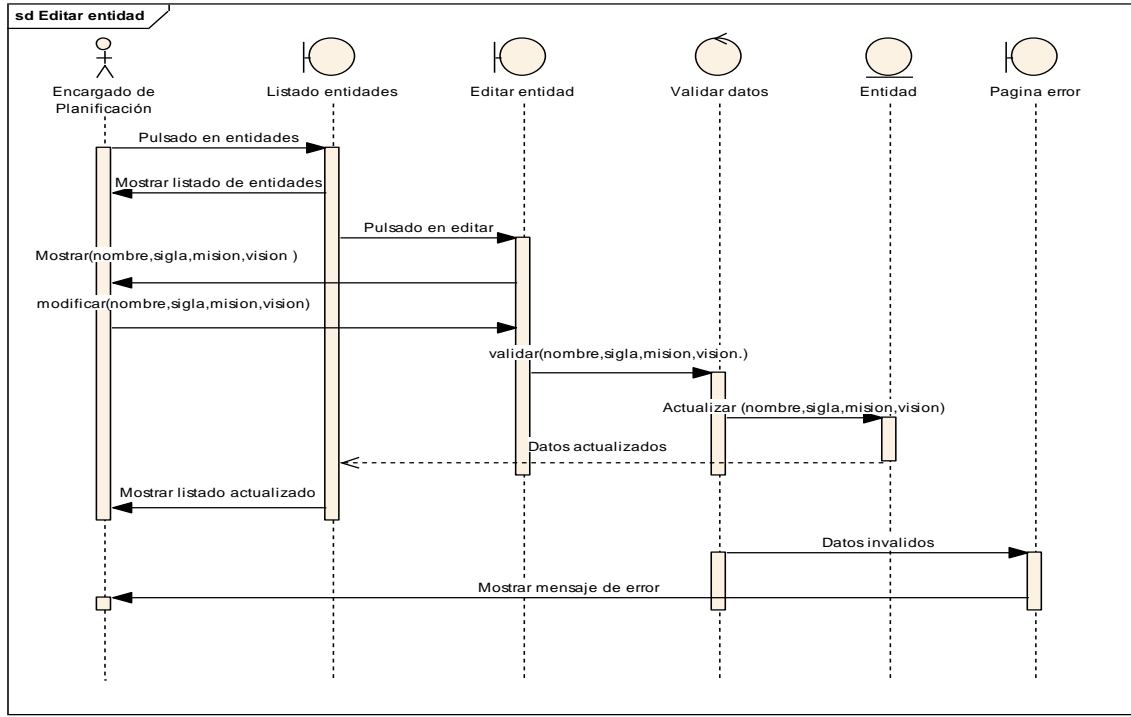 sd Editar entidad
Encargado de
Planificación
Listado entidades
Editar entidad
Validar datos
Entidad
Pagina error
Pulsado en entidades
Mostrar listado de entidades
Pulsado en editar
Mostrar(nombre,sigla,mision,vision )
modificar(nombre,sigla,mision,vision)
validar(nombre,sigla,mision,vision.)
Actualizar (nombre,sigla,mision,vision)
Datos actualizados
Mostrar listado actualizado
Datos invalidos
Mostrar mensaje de error